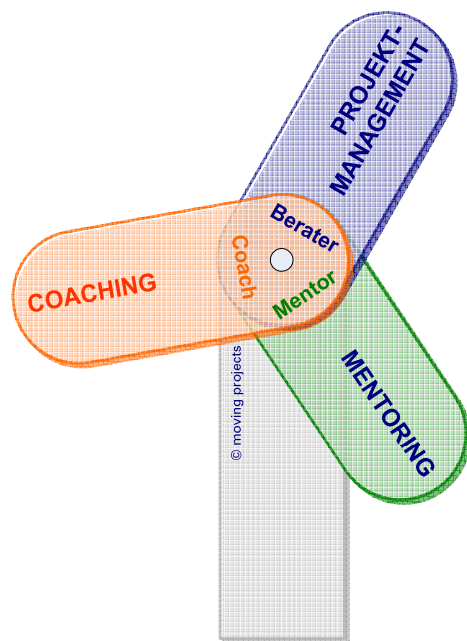 PROJEKT-
MANAGEMENT
Berater
Coach
Mentor
COACHING
MENTORING
© moving projects